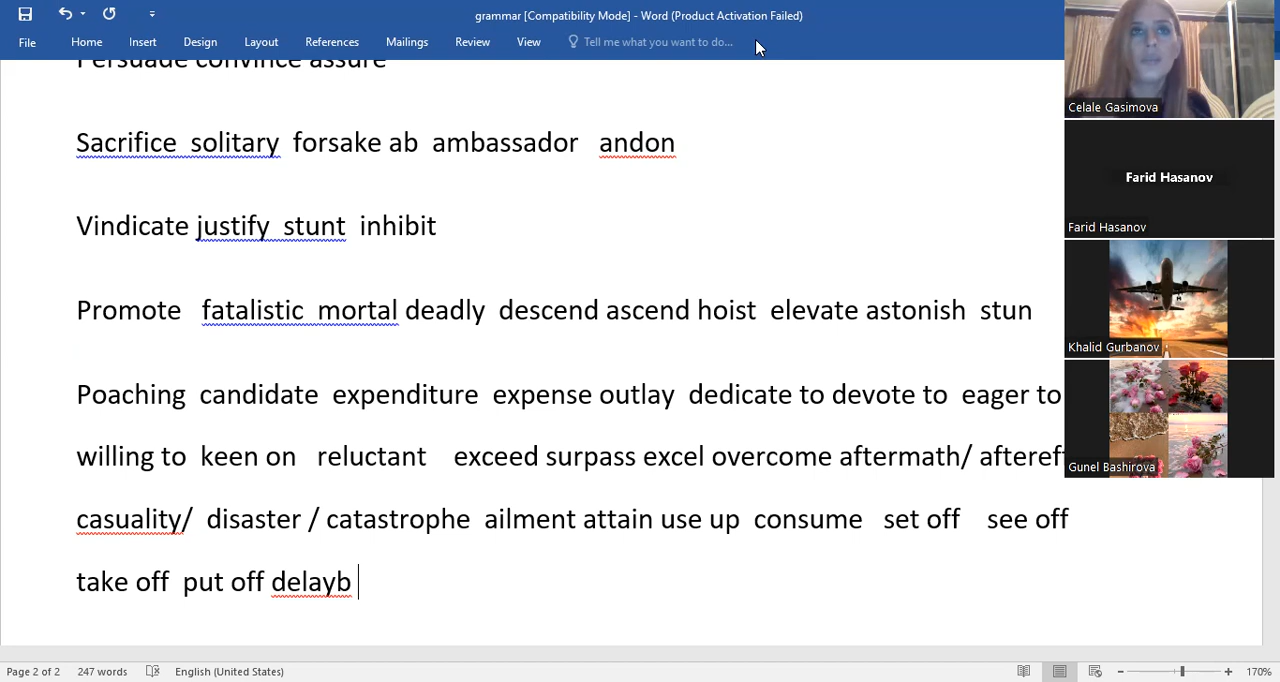 grammar [Compatibility Mode] - Word (Product Activation Failed)
File Home Insert Design Layout References Mailings Review View Tell me what you want to do...
Persuade convince assure
Sacrifice solitary forsake ab ambassador andon
Vindicate justify stunt inhibit
Promote fatalistic mortal deadly descend ascend hoist elevate astonish stun
Poaching candidate expenditure expense outlay dedicate to devote to eager to
willing to keen on reluctant exceed surpass excel overcome aftermath/ aftereff
casuality/ disaster / catastrophe ailment attain use up consume set off see off
take off put off delayb
Celale Gasimova
Farid Hasanov
Farid Hasanov
Khalid Gurbanov
Gunel Bashirova
Page 2 of 2 247 words English (United States) 170%